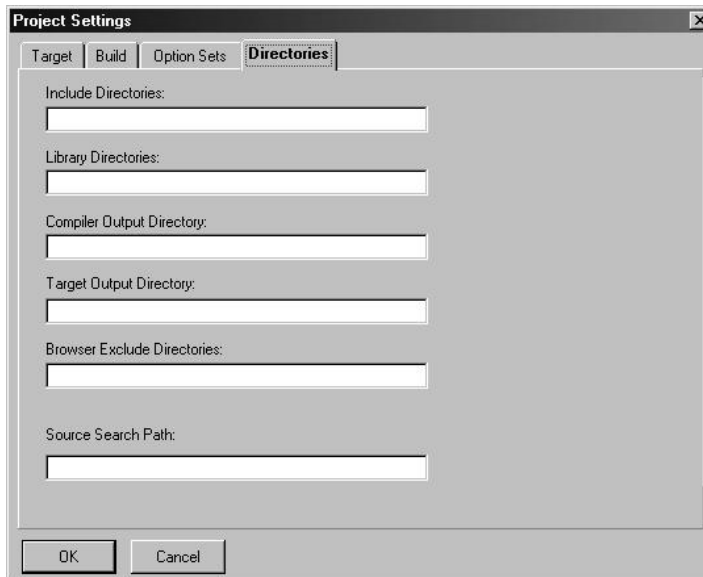 Project Settings
Target Build Option Sets Directories
Include Directories:
Library Directories:
Compiler Output Directory:
Target Output Directory:
Browser Exclude Directories:
Source Search Path:
OK Cancel